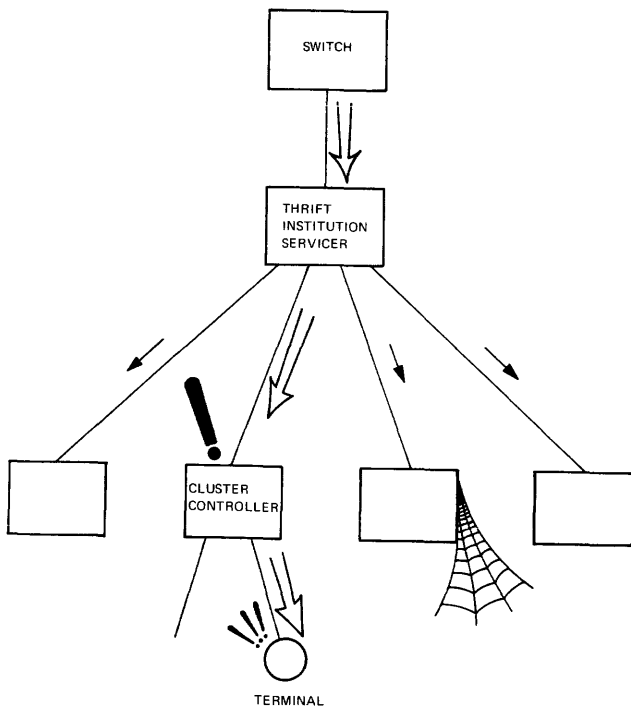 SWITCH
THRIFT
INSTITUTION
SERVICER
CLUSTER
CONTROLLER
TERMINAL